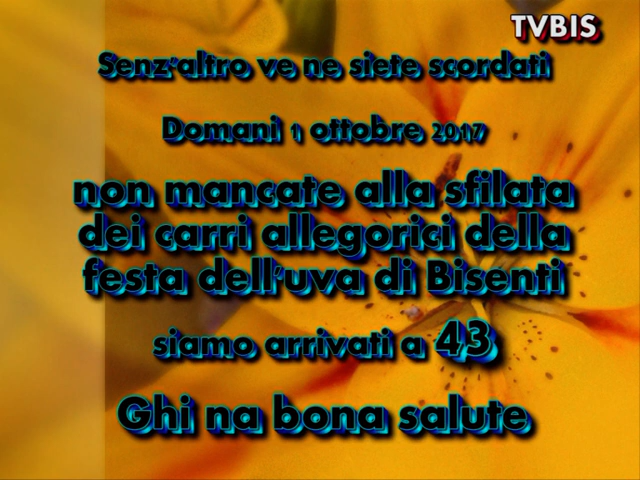 TVBIS
Senz'altro ve ne siete scordati
Domani 1 ottobre 2017
non mancate alla sfilata
dei carri allegorici della
festa dell'uva di Bisenti
siamo arrivati a 43
Ghi na bona salute